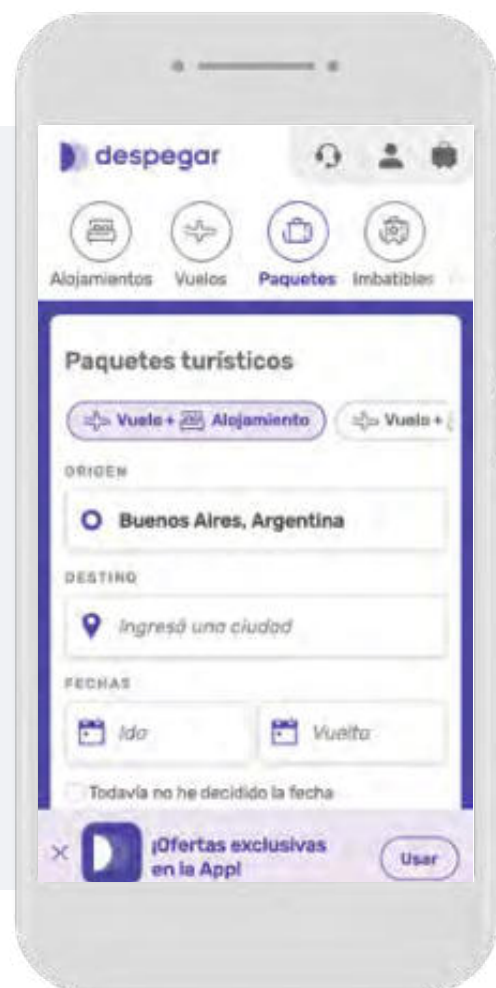 despegar
Alojamientos Vuelos Paquetes Imbatibles
Paquetes turísticos
Vuelo + Alojamiento Vuelo +
ORIGEN
Buenos Aires, Argentina
DESTINO
Ingresá una ciudad
FECHAS
Ida Vuelta
Todavía no he decidido la fecha
¡Ofertas exclusivas
en la App!
Usar